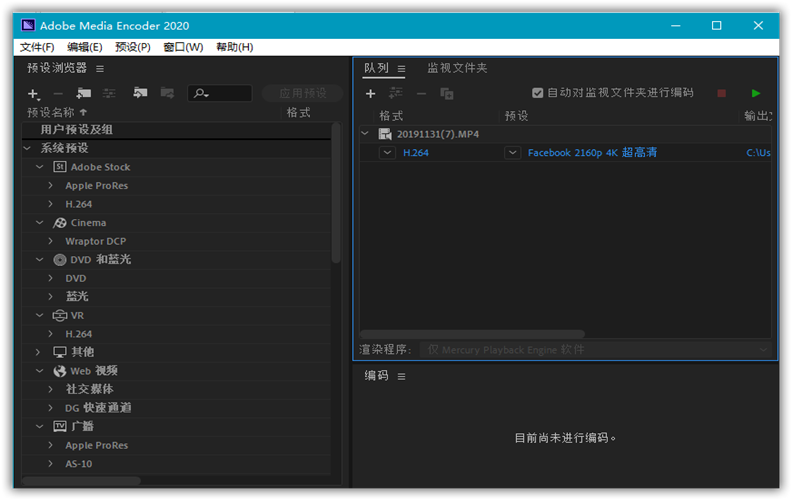 Adobe Media Encoder 2020
文件(F) 编辑(E) 预设(P) 窗口(W) 帮助(H)
预设浏览器
应用预设
预设名称 格式
用户预设及组
系统预设
St Adobe Stock
Apple ProRes
H.264
Cinema
Wraptor DCP
DVD 和蓝光
DVD
蓝光
VR
H.264
其他
Web 视频
社交媒体
DG 快速通道
TV 广播
Apple ProRes
AS-10
队列 监视文件夹
自动对监视文件夹进行编码
格式 预设 输出文
20191131(7).MP4
H.264 Facebook 2160p 4K 超高清 C:\Us
渲染程序: 仅 Mercury Playback Engine 软件
编码
目前尚未进行编码。